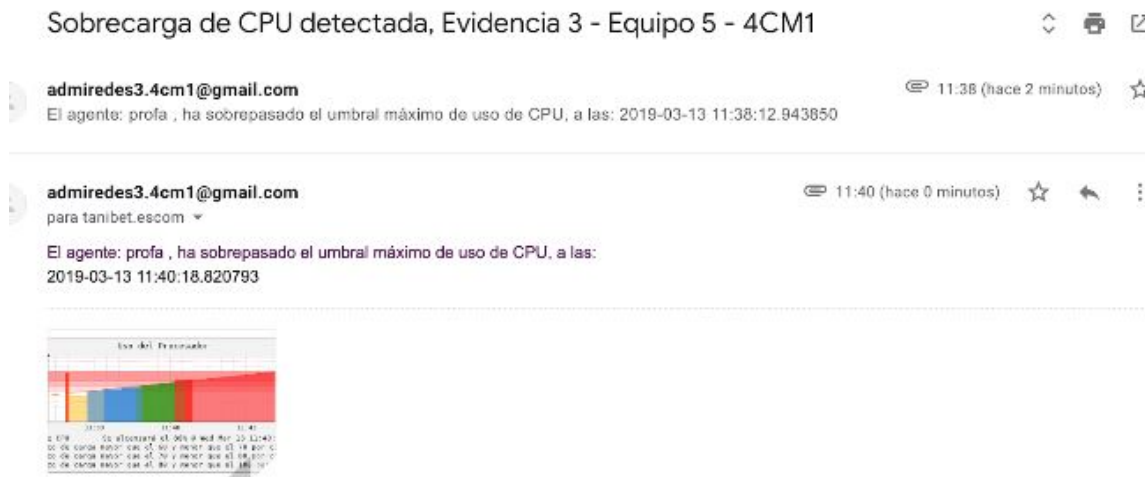 Sobrecarga de CPU detectada, Evidencia 3 - Equipo 5 - 4CM1
admiredes3.4cm1@gmail.com
11:38 (hace 2 minutos)
El agente: profa , ha sobrepasado el umbral máximo de uso de CPU, a las: 2019-03-13 11:38:12.943850
admiredes3.4cm1@gmail.com
11:40 (hace 0 minutos)
para tanibet.escom
El agente: profa , ha sobrepasado el umbral máximo de uso de CPU, a las:
2019-03-13 11:40:18.820793
Uso del Procesador